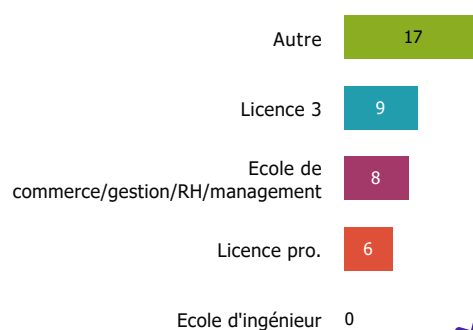 Autre 17
Licence 3 9
Ecole de
commerce/gestion/RH/management 8
Licence pro. 6
Ecole d'ingénieur 0